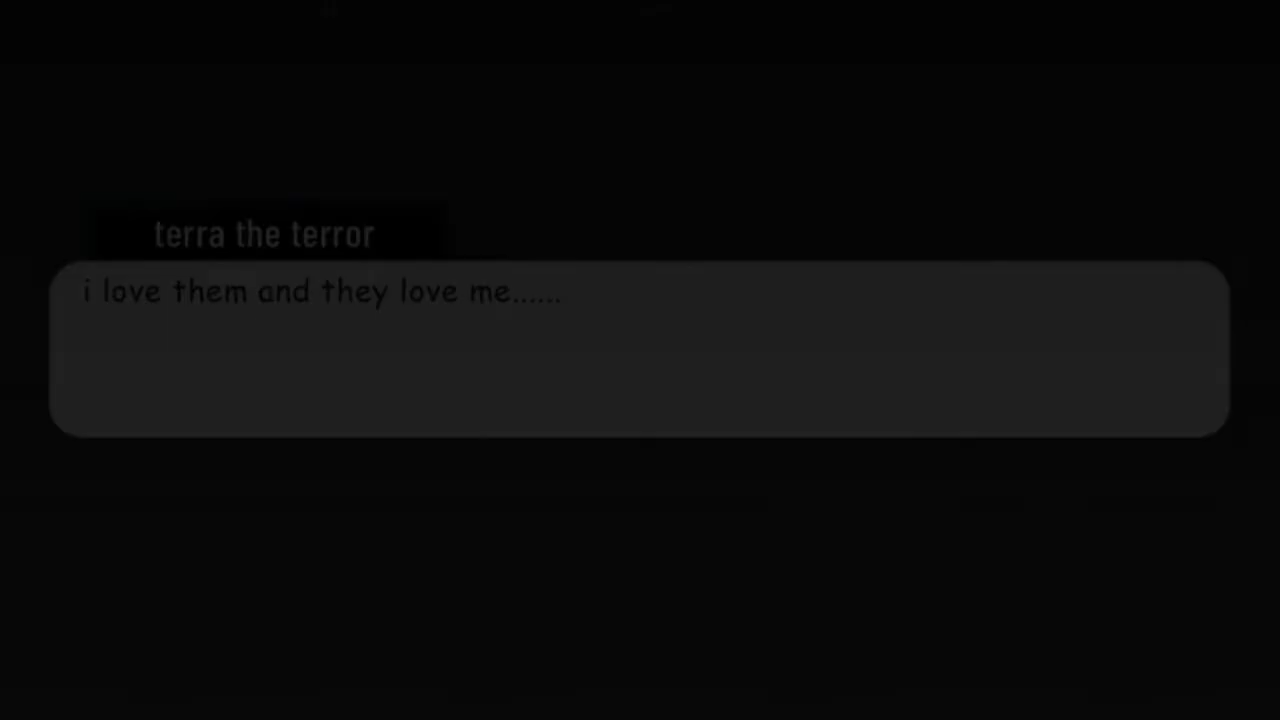 terra the terror
i love them and they love me......